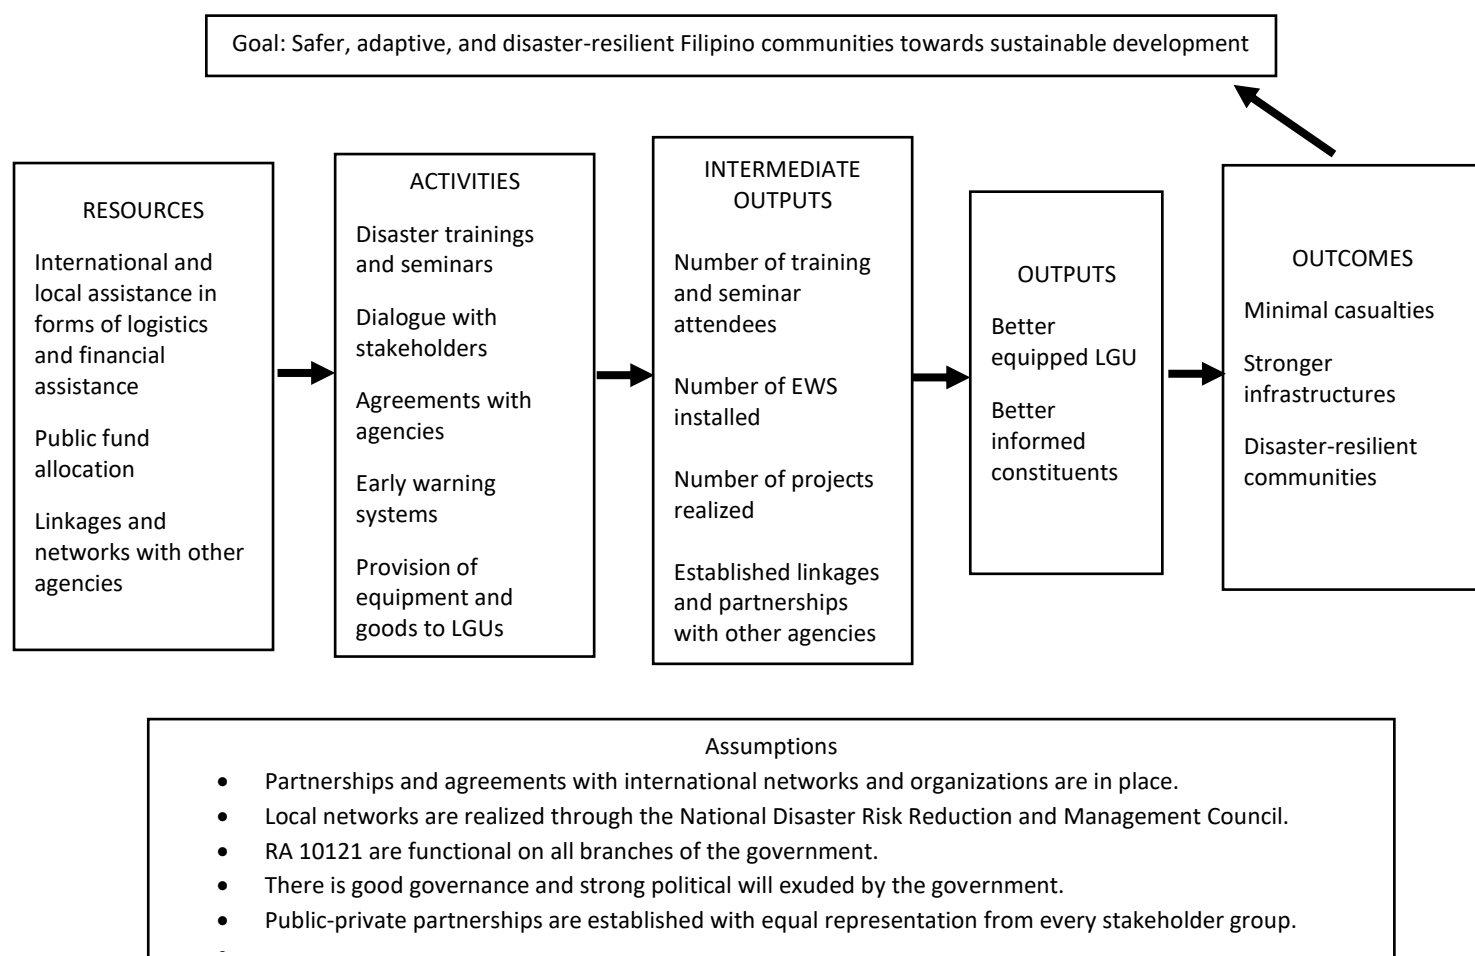 Goal: Safer, adaptive, and disaster-resilient Filipino communities towards sustainable development
RESOURCES
International and
local assistance in
forms of logistics
and financial
assistance
Public fund
allocation
Linkages and
networks with other
agencies
ACTIVITIES
Disaster trainings
and seminars
Dialogue with
stakeholders
Agreements with
agencies
Early warning
systems
Provision of
equipment and
goods to LGUs
INTERMEDIATE
OUTPUTS
Number of training
and seminar
attendees
Number of EWS
installed
Number of projects
realized
Established linkages
and partnerships
with other agencies
OUTPUTS
Better
equipped LGU
Better
informed
constituents
OUTCOMES
Minimal casualties
Stronger
infrastructures
Disaster-resilient
communities
Assumptions
• Partnerships and agreements with international networks and organizations are in place.
• Local networks are realized through the National Disaster Risk Reduction and Management Council.
• RA 10121 are functional on all branches of the government.
• There is good governance and strong political will exuded by the government.
• Public-private partnerships are established with equal representation from every stakeholder group.